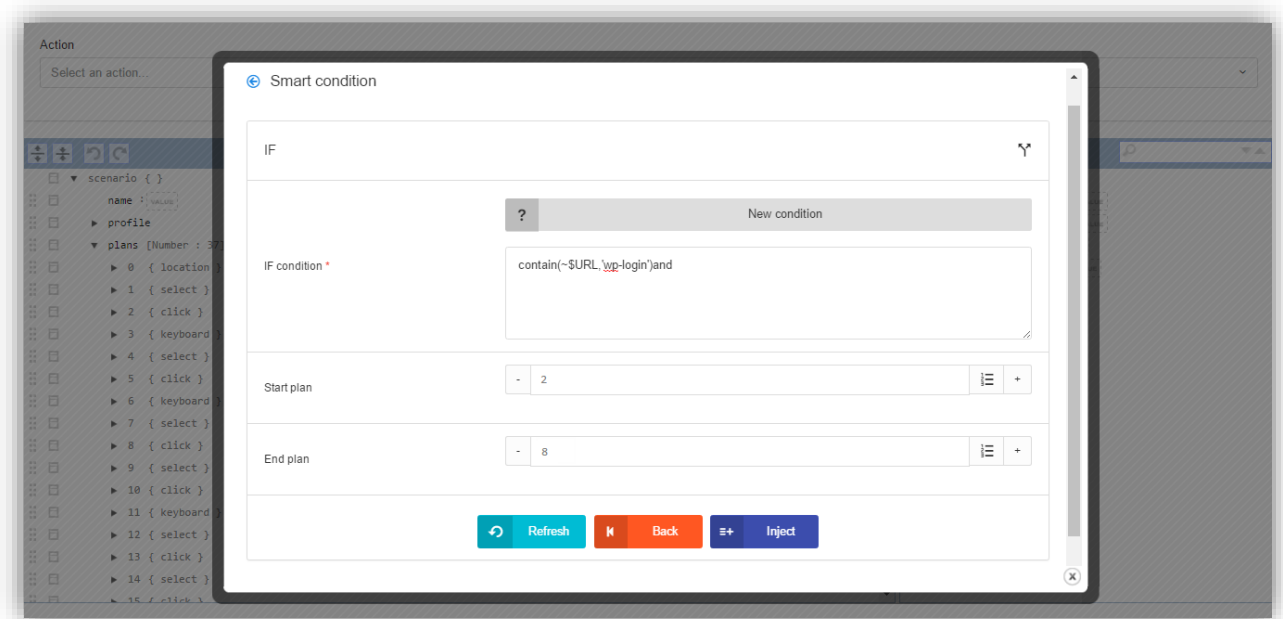 Action
Select an action...
Smart condition
IF
? New condition
IF condition *
contain(~$URL,'wp-login')and
Start plan
- 2 +
End plan
- 8 +
Refresh Back Inject
scenario { }
name :
profile
plans [Number : 37]
0 { location }
1 { select }
2 { click }
3 { keyboard }
4 { select }
5 { click }
6 { keyboard }
7 { select }
8 { click }
9 { select }
10 { click }
11 { keyboard }
12 { select }
13 { click }
14 { select }
15 { click }